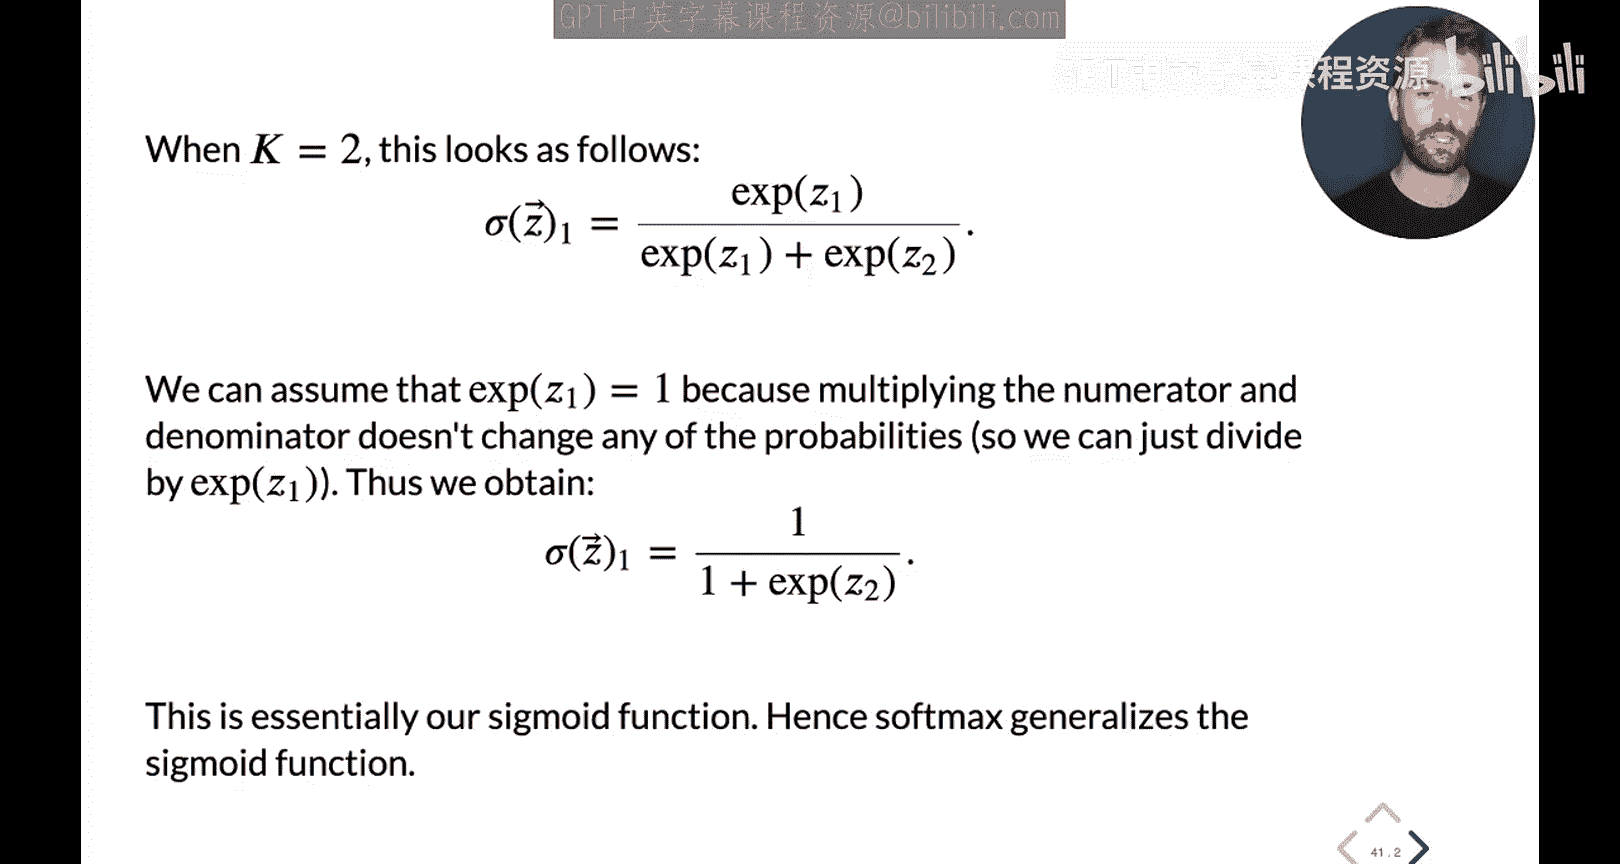 GPT中英字幕课程资源@bilibili.com
程资源 bilibili
When K = 2, this looks as follows:
σ(z⃗)₁ = exp(z₁) / (exp(z₁) + exp(z₂)).
We can assume that exp(z₁) = 1 because multiplying the numerator and
denominator doesn't change any of the probabilities (so we can just divide
by exp(z₁)). Thus we obtain:
σ(z⃗)₁ = 1 / (1 + exp(z₂)).
This is essentially our sigmoid function. Hence softmax generalizes the
sigmoid function.
41.2